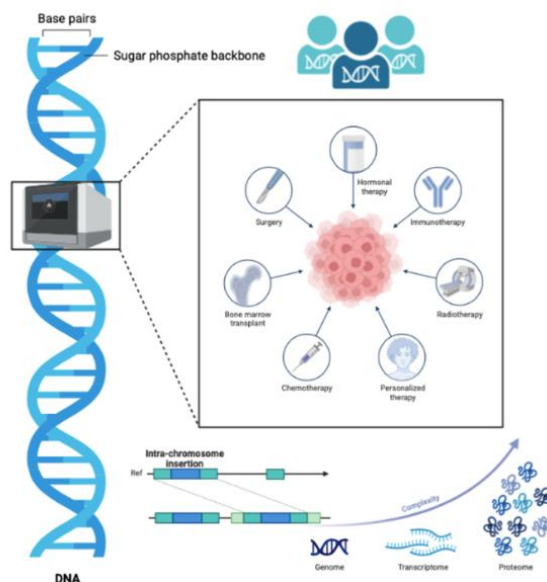 Base pairs
Sugar phosphate backbone
Hormonal
therapy
Surgery
Immunotherapy
Bone marrow
transplant
Radiotherapy
Chemotherapy
Personalized
therapy
Intra-chromosome
insertion
Ref
Complexity
Genome
Transcriptome
Proteome
DNA